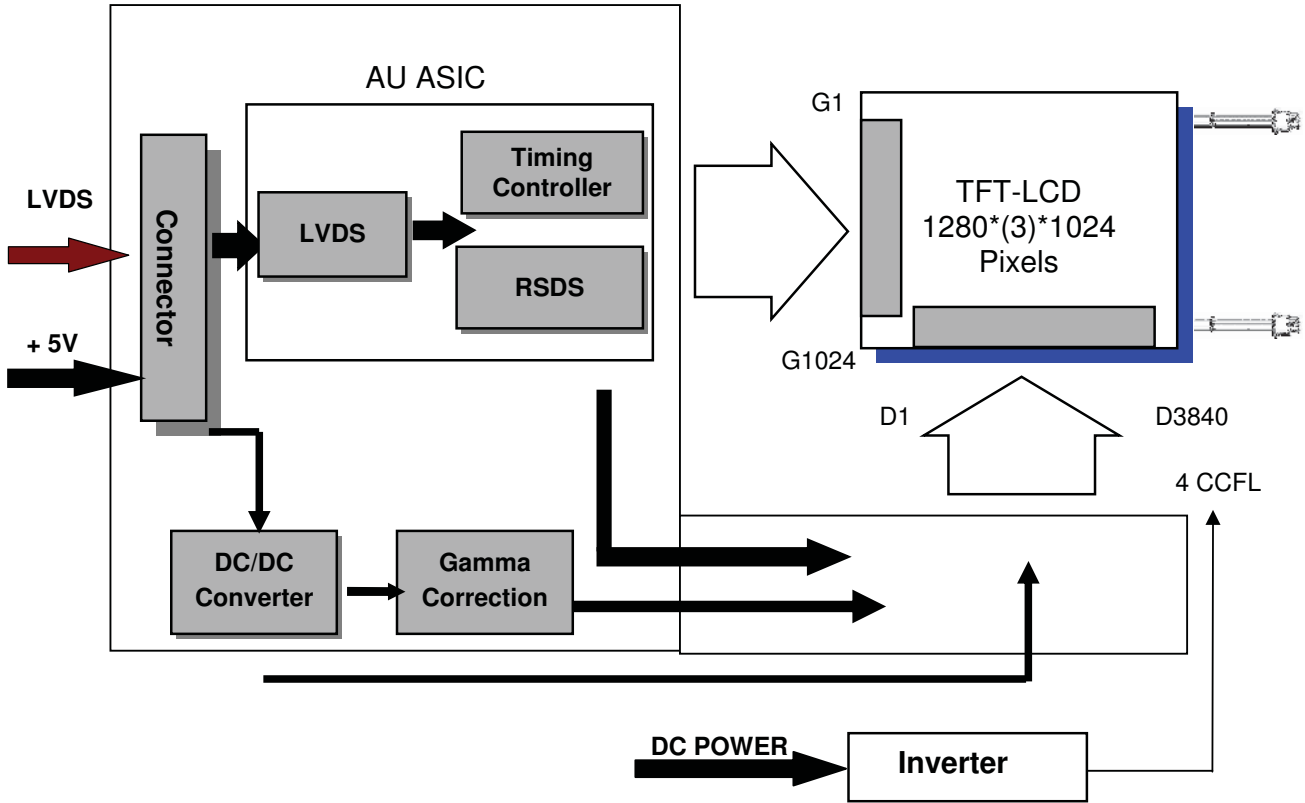 AU ASIC
G1
Timing
Controller
LVDS
Connector
LVDS
RSDS
TFT-LCD
1280*(3)*1024
Pixels
+ 5V
G1024
D1
D3840
4 CCFL
DC/DC
Converter
Gamma
Correction
DC POWER
Inverter